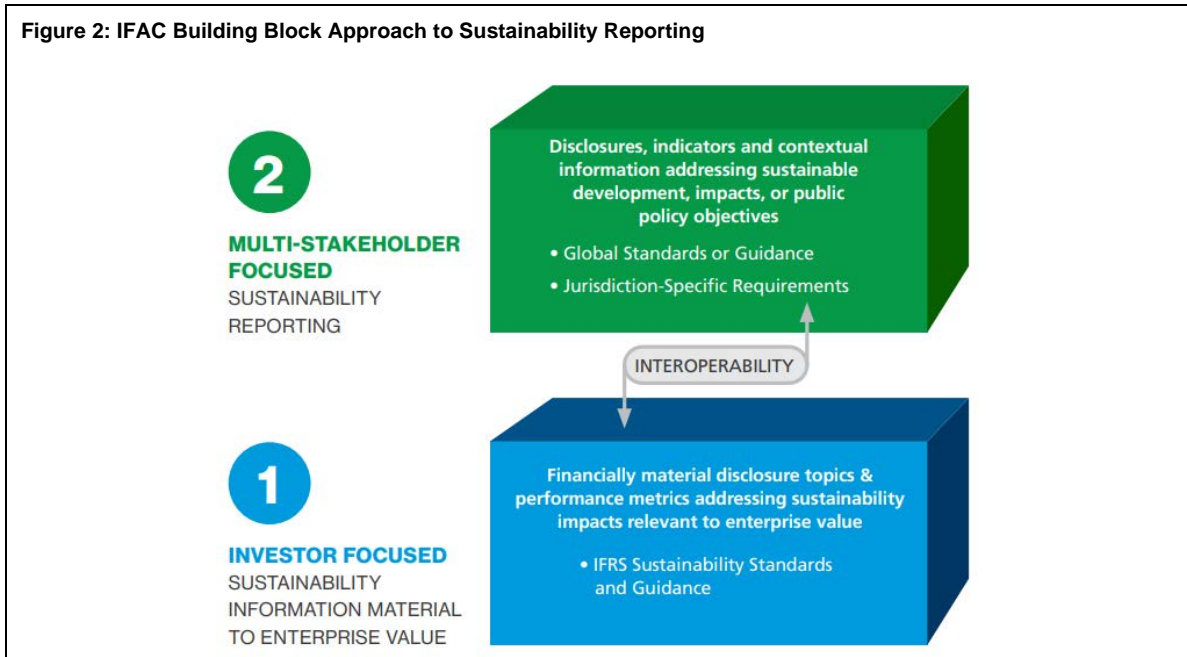 Figure 2: IFAC Building Block Approach to Sustainability Reporting
2
MULTI-STAKEHOLDER
FOCUSED
SUSTAINABILITY
REPORTING
Disclosures, indicators and contextual
information addressing sustainable
development, impacts, or public
policy objectives
• Global Standards or Guidance
• Jurisdiction-Specific Requirements
INTEROPERABILITY
1
INVESTOR FOCUSED
SUSTAINABILITY
INFORMATION MATERIAL
TO ENTERPRISE VALUE
Financially material disclosure topics &
performance metrics addressing sustainability
impacts relevant to enterprise value
• IFRS Sustainability Standards
and Guidance